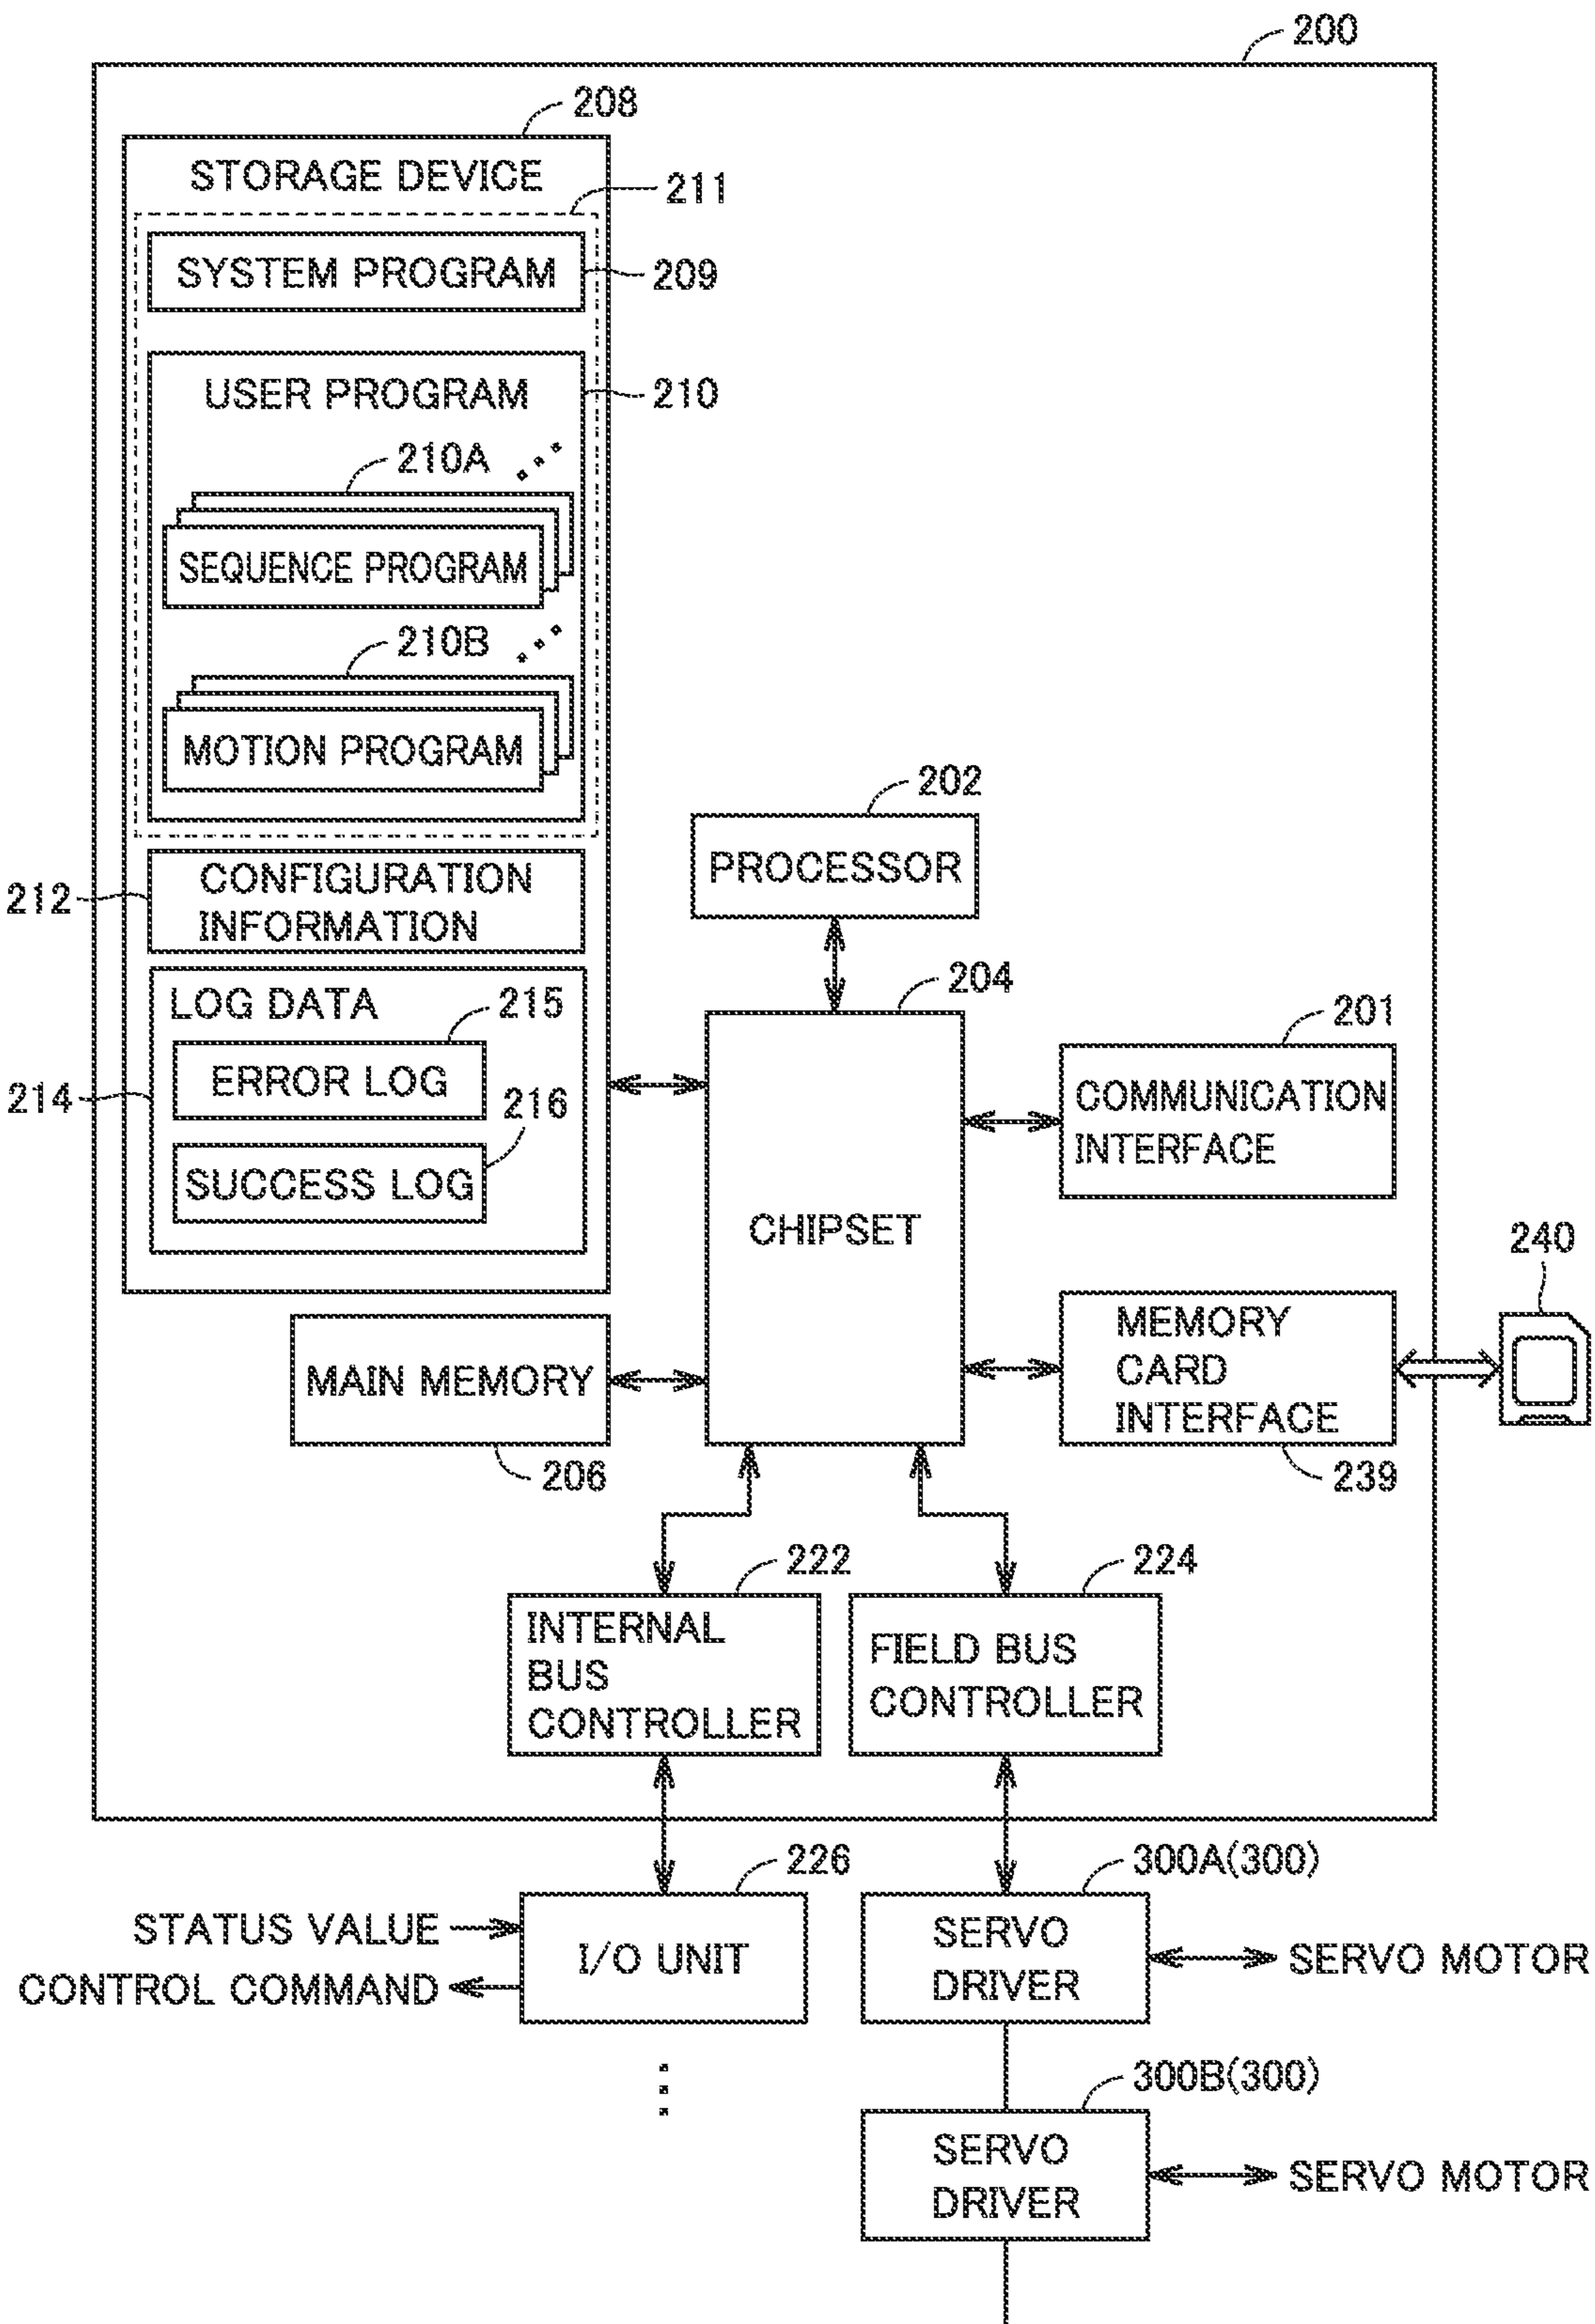 200
208
STORAGE DEVICE
211
SYSTEM PROGRAM
209
USER PROGRAM
210
210A
SEQUENCE PROGRAM
210B
MOTION PROGRAM
202
PROCESSOR
212
CONFIGURATION
INFORMATION
LOG DATA
215
204
201
214
ERROR LOG
216
COMMUNICATION
INTERFACE
SUCCESS LOG
CHIPSET
240
MEMORY
CARD
INTERFACE
MAIN MEMORY
206
239
222
224
INTERNAL
BUS
CONTROLLER
FIELD BUS
CONTROLLER
226
300A(300)
STATUS VALUE
CONTROL COMMAND
I/O UNIT
SERVO
DRIVER
SERVO MOTOR
300B(300)
SERVO
DRIVER
SERVO MOTOR